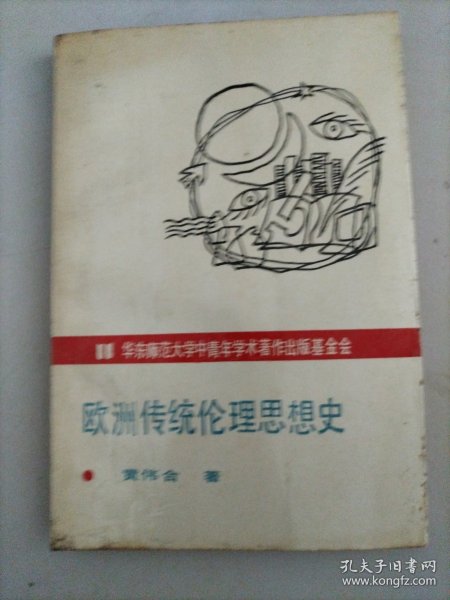 华东师范大学中青年学术著作出版基金会
欧洲传统伦理思想史
黄伟合 著
孔夫子旧书网
www.kongfz.com